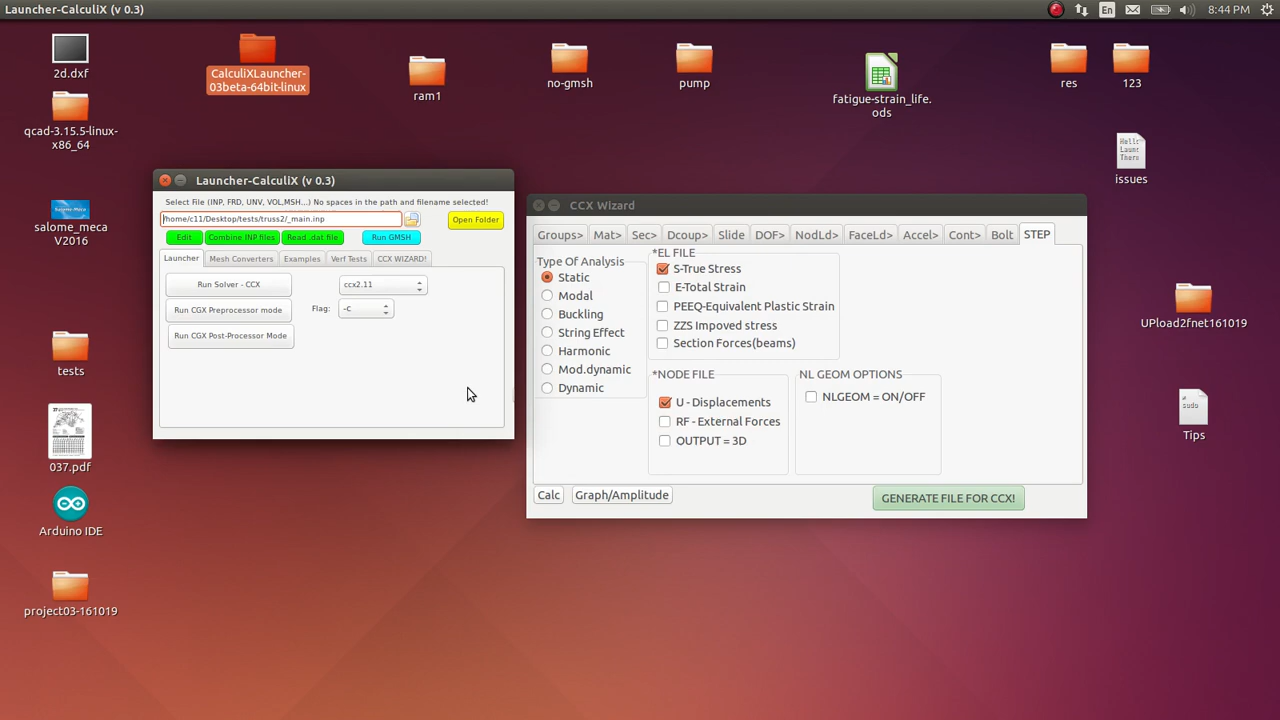 Launcher-CalculiX (v 0.3)
En
8:44 PM
2d.dxf
CalculiXLauncher-
03beta-64bit-linux
ram1
no-gmsh
pump
fatigue-strain_life.
ods
res
123
qcad-3.15.5-linux-
x86_64
issues
salome_meca
V2016
UPload2fnet161019
tests
Tips
037.pdf
Arduino IDE
project03-161019
Launcher-CalculiX (v 0.3)
Select File (INP, FRD, UNV, VOL,MSH...) No spaces in the path and filename selected!
/home/c11/Desktop/tests/truss2/_main.inp
Open Folder
Edit
Combine INP files
Read .dat file
Run GMSH
Launcher
Mesh Converters
Examples
Verf Tests
CCX WIZARD!
Run Solver - CCX
ccx2.11
Run CGX Preprocessor mode
Flag:
-c
Run CGX Post-Processor Mode
CCX Wizard
Groups>
Mat>
Sec>
Dcoup>
Slide
DOF>
NodLd>
FaceLd>
Accel>
Cont>
Bolt
STEP
Type Of Analysis
Static
Modal
Buckling
String Effect
Harmonic
Mod.dynamic
Dynamic
*EL FILE
S-True Stress
E-Total Strain
PEEQ-Equivalent Plastic Strain
ZZS Impoved stress
Section Forces(beams)
*NODE FILE
U - Displacements
RF - External Forces
OUTPUT = 3D
NL GEOM OPTIONS
NLGEOM = ON/OFF
Calc
Graph/Amplitude
GENERATE FILE FOR CCX!